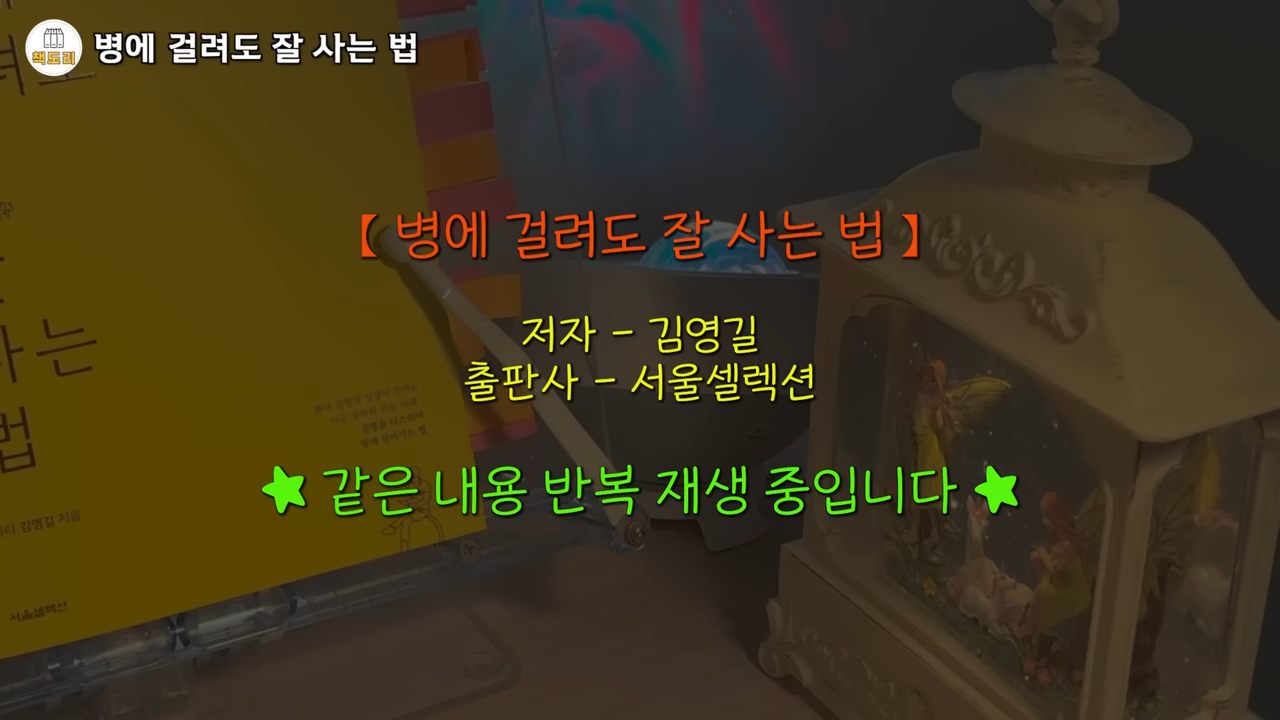 책도리
병에 걸려도 잘 사는 법
【 병에 걸려도 잘 사는 법 】
저자 - 김영길
출판사 - 서울셀렉션
★ 같은 내용 반복 재생 중입니다 ★
사는
법
김영길 지음
서울셀렉션